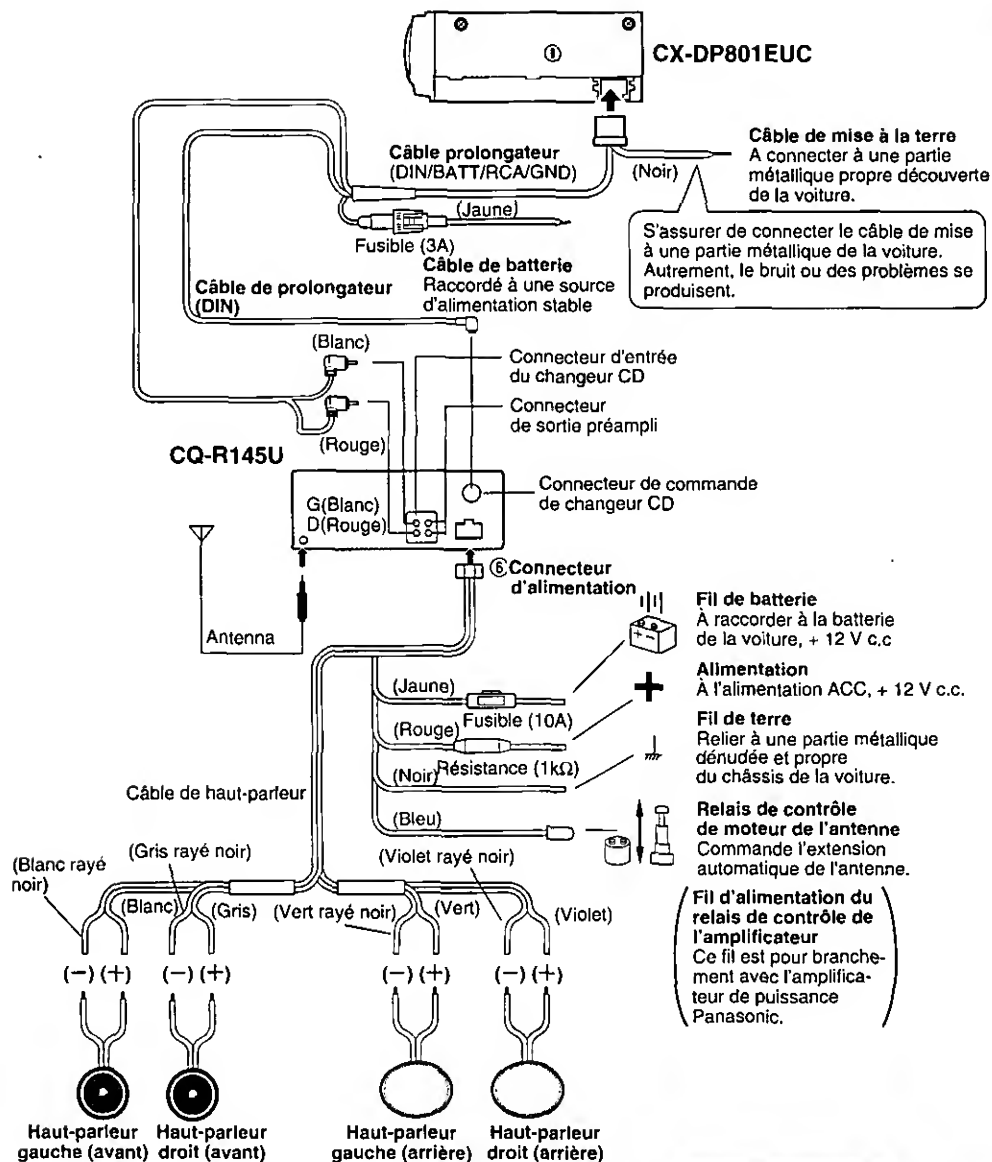 ①
CX-DP801EUC
Câble prolongateur
(DIN/BATT/RCA/GND)
(Noir)
Câble de mise à la terre
A connecter à une partie
métallique propre découverte
de la voiture.
(Jaune)
Fusible (3A)
S'assurer de connecter le câble de mise
à une partie métallique de la voiture.
Autrement, le bruit ou des problèmes se
produisent.
Câble de batterie
Raccordé à une source
d'alimentation stable
Câble de prolongateur
(DIN)
(Blanc)
Connecteur d'entrée
du changeur CD
Connecteur
de sortie préampli
(Rouge)
CQ-R145U
G(Blanc)
D(Rouge)
Connecteur de commande
de changeur CD
⑥Connecteur
d'alimentation
Antenna
Fil de batterie
À raccorder à la batterie
de la voiture, + 12 V c.c
(Jaune)
Fusible (10A)
Alimentation
À l'alimentation ACC, + 12 V c.c.
(Rouge)
Résistance (1kΩ)
Fil de terre
Relier à une partie métallique
dénudée et propre
du châssis de la voiture.
(Noir)
Câble de haut-parleur
(Bleu)
Relais de contrôle
de moteur de l'antenne
Commande l'extension
automatique de l'antenne.
(Fil d'alimentation du
relais de contrôle de
l'amplificateur
Ce fil est pour branche-
ment avec l'amplifica-
teur de puissance
Panasonic.)
(Blanc rayé
noir)
(Gris rayé noir)
(Violet rayé noir)
(Blanc)
(Gris)
(Vert rayé noir)
(Vert)
(Violet)
(−) (+) (−) (+) (−) (+) (−) (+)
Haut-parleur
gauche (avant)
Haut-parleur
droit (avant)
Haut-parleur
gauche (arrière)
Haut-parleur
droit (arrière)